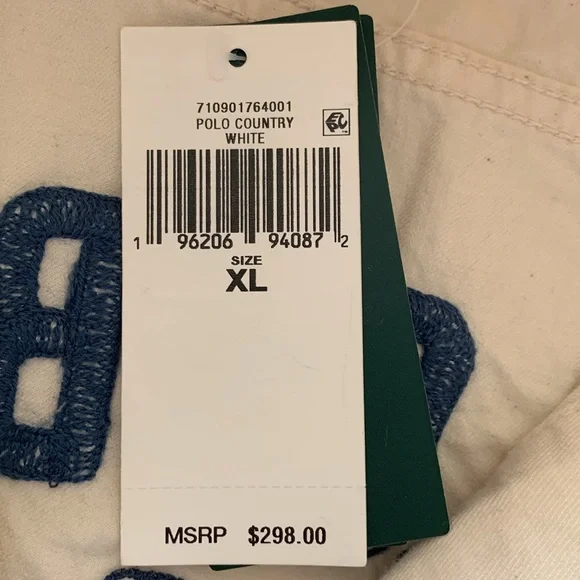 710901764001
POLO COUNTRY
WHITE
1 96206 94087 2
SIZE
XL
MSRP $298.00